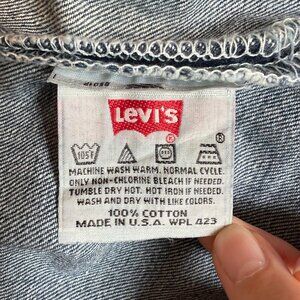 LEVI'S
®
105F
MACHINE WASH WARM. NORMAL CYCLE.
ONLY NON-CHLORINE BLEACH IF NEEDED.
TUMBLE DRY HOT. HOT IRON IF NEEDED.
WASH AND DRY WITH LIKE COLORS.
100% COTTON
MADE IN U.S.A. WPL 423